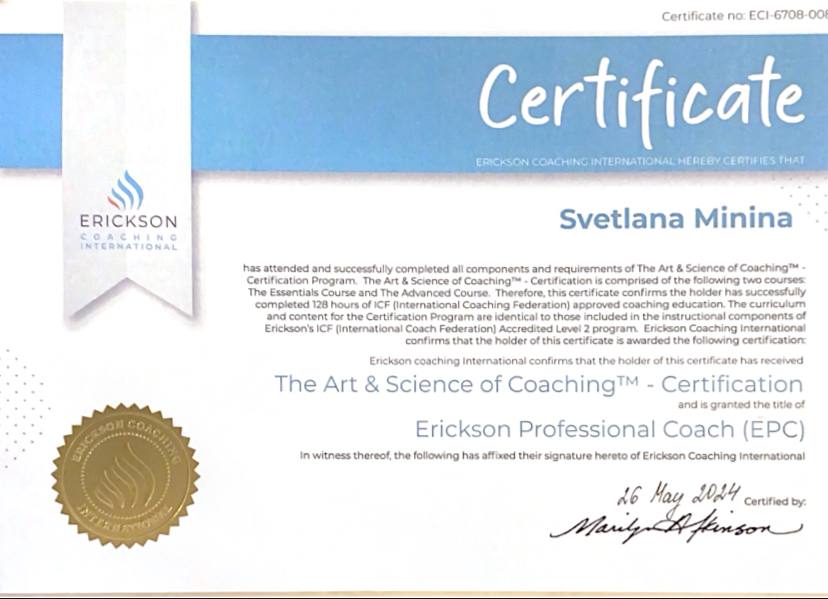 Certificate no: ECI-6708-008
Certificate
ERICKSON COACHING INTERNATIONAL HEREBY CERTIFIES THAT
ERICKSON
COACHING
INTERNATIONAL
Svetlana Minina
has attended and successfully completed all components and requirements of The Art & Science of Coaching™ -
Certification Program. The Art & Science of Coaching™ - Certification is comprised of the following two courses:
The Essentials Course and The Advanced Course. Therefore, this certificate confirms the holder has successfully
completed 128 hours of ICF (International Coaching Federation) approved coaching education. The curriculum
and content for the Certification Program are identical to those included in the instructional components of
Erickson's ICF (International Coach Federation) Accredited Level 2 program. Erickson Coaching International
confirms that the holder of this certificate is awarded the following certification:
Erickson coaching International confirms that the holder of this certificate has received
The Art & Science of Coaching™ - Certification
and is granted the title of
Erickson Professional Coach (EPC)
In witness thereof, the following has affixed their signature hereto of Erickson Coaching International
26 May 2024 Certified by:
Marilyn Atkinson
ERICKSON COACHING
INTERNATIONAL